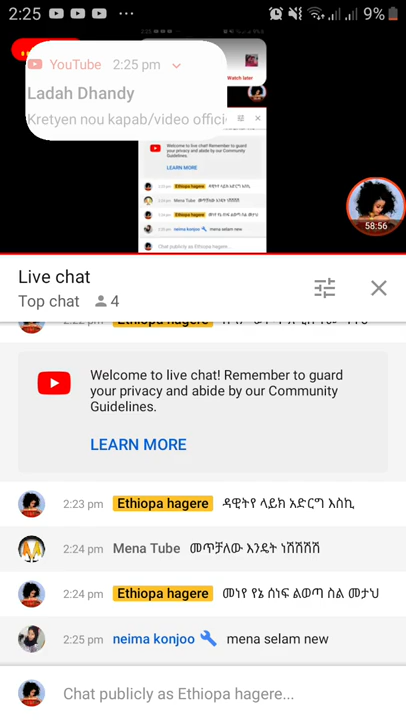 2:25
9%
YouTube 2:25 pm
Ladah Dhandy
Kretyen nou kapab/video offici
Watch later
58:56
Live chat
Top chat 4
Welcome to live chat! Remember to guard
your privacy and abide by our Community
Guidelines.
LEARN MORE
2:23 pm Ethiopa hagere ዳዊትየ ላይክ አድርግ እስኪ
2:24 pm Mena Tube መጥቻለው እንዴት ነሽሽሽሽ
2:24 pm Ethiopa hagere መነየ የኔ ሰነፍ ልወጣ ስል መታህ
2:25 pm neima konjoo mena selam new
Chat publicly as Ethiopa hagere...